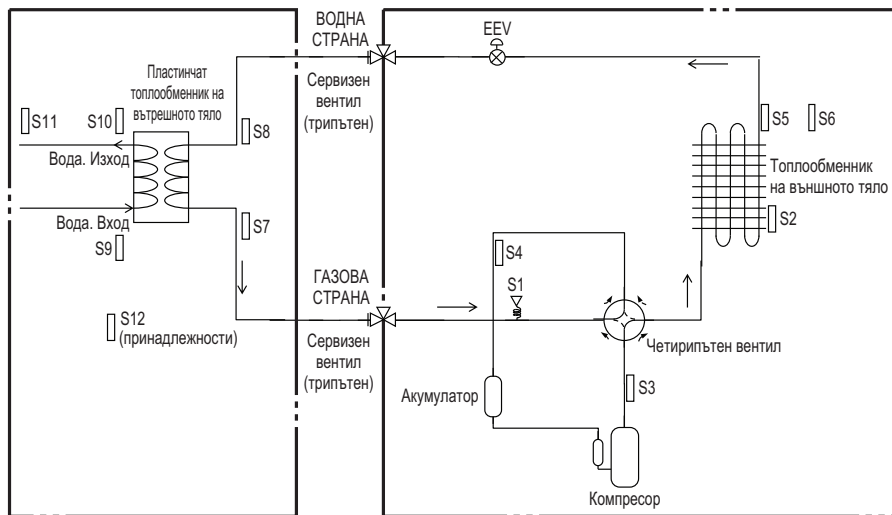 ВОДНА
СТРАНА
EEV
Пластинчат
топлообменник на
вътрешното тяло
Сервизен
вентил
(трипътен)
S11
S10
S8
S5
S6
Вода. Изход
Топлообменник
на външното тяло
Вода. Вход
S7
S2
S9
S4
ГАЗОВА
СТРАНА
S1
S12
(принадлежности)
Сервизен
вентил
(трипътен)
Четирипътен вентил
Акумулатор
S3
Компресор